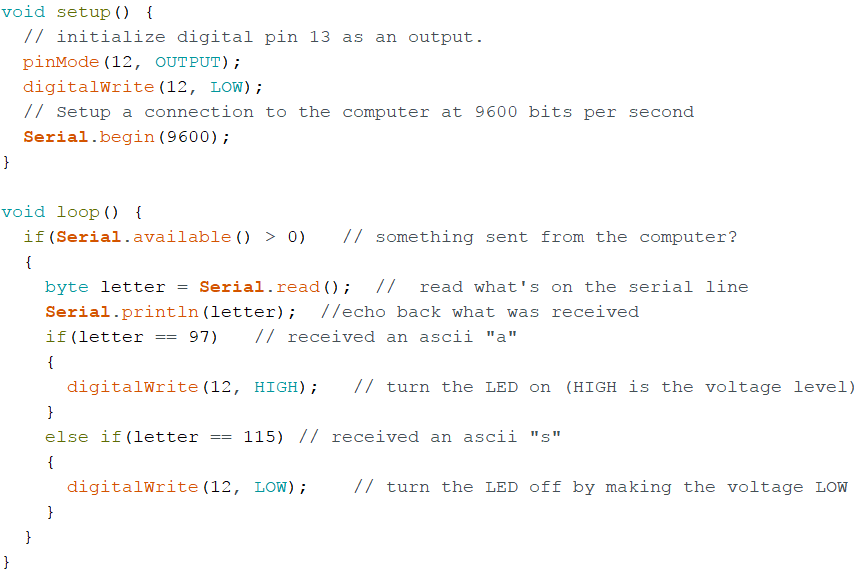 void setup() {
  // initialize digital pin 13 as an output.
  pinMode(12, OUTPUT);
  digitalWrite(12, LOW);
  // Setup a connection to the computer at 9600 bits per second
  Serial.begin(9600);
}

void loop() {
  if(Serial.available() > 0)   // something sent from the computer?
  {
    byte letter = Serial.read();  //  read what's on the serial line
    Serial.println(letter);  //echo back what was received
    if(letter == 97)   // received an ascii "a"
    {
      digitalWrite(12, HIGH);   // turn the LED on (HIGH is the voltage level)
    }
    else if(letter == 115) // received an ascii "s"
    {
      digitalWrite(12, LOW);    // turn the LED off by making the voltage LOW
    }
  }
}